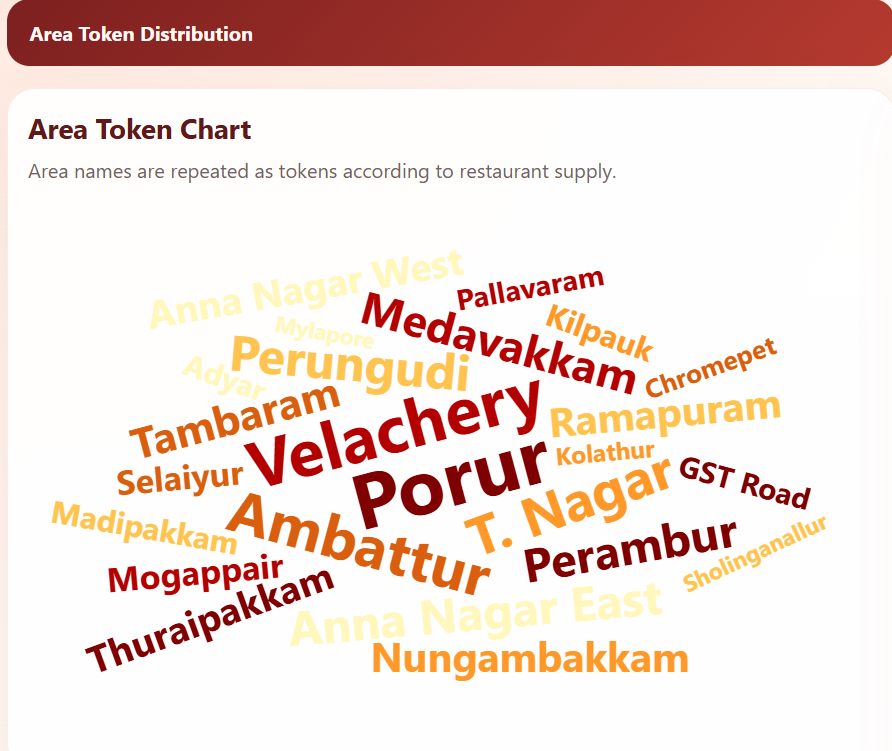 Area Token Distribution
Area Token Chart
Area names are repeated as tokens according to restaurant supply.
Anna Nagar West
Pallavaram
Medavakkam
Kilpauk
Mylapore
Perungudi
Chromepet
Adyar
Tambaram
Velachery
Ramapuram
Selaiyur
Porur
Kolathur
GST Road
T. Nagar
Madipakkam
Ambattur
Perambur
Sholinganallur
Mogappair
Thuraipakkam
Anna Nagar East
Nungambakkam